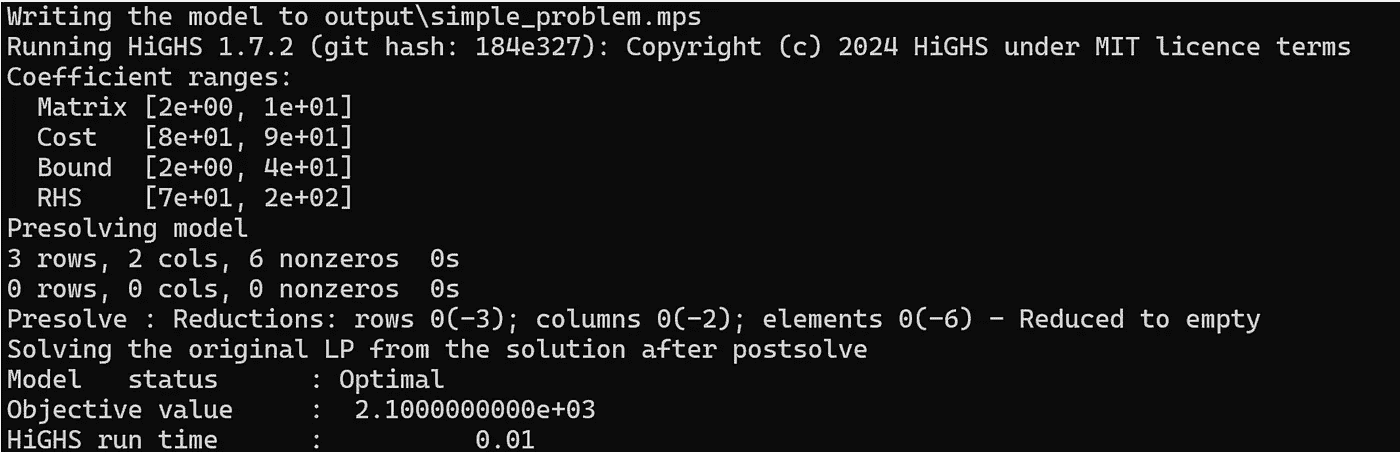 Writing the model to output\simple_problem.mps
Running HiGHS 1.7.2 (git hash: 184e327): Copyright (c) 2024 HiGHS under MIT licence terms
Coefficient ranges:
  Matrix [2e+00, 1e+01]
  Cost   [8e+01, 9e+01]
  Bound  [2e+00, 4e+01]
  RHS    [7e+01, 2e+02]
Presolving model
3 rows, 2 cols, 6 nonzeros  0s
0 rows, 0 cols, 0 nonzeros  0s
Presolve : Reductions: rows 0(-3); columns 0(-2); elements 0(-6) - Reduced to empty
Solving the original LP from the solution after postsolve
Model   status      : Optimal
Objective value     :  2.1000000000e+03
HiGHS run time      :          0.01